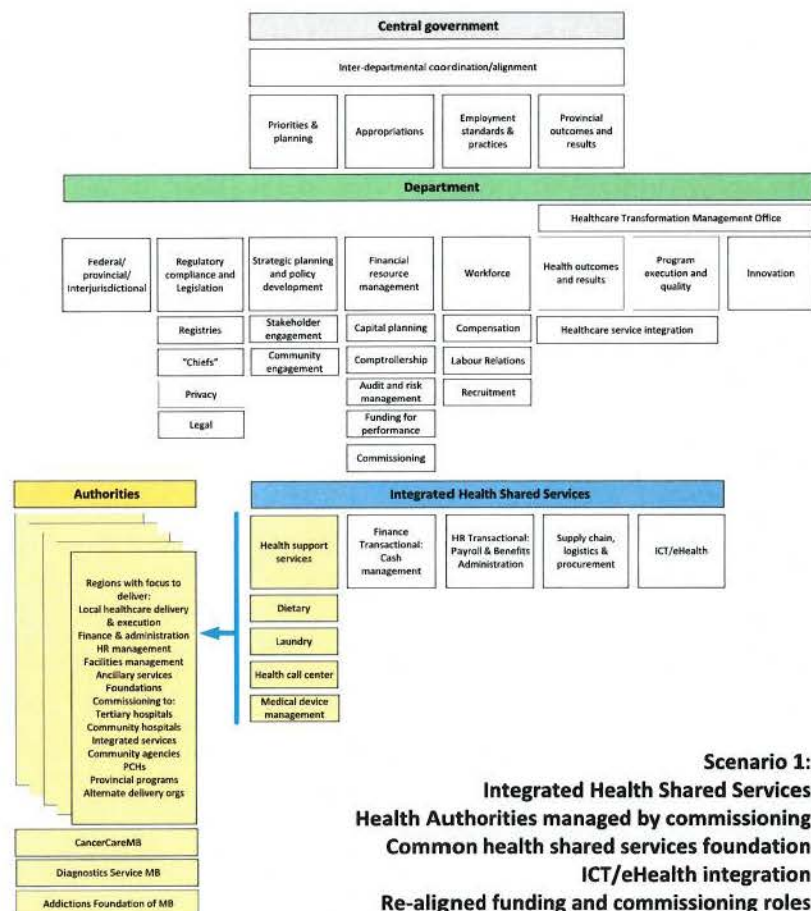 Central government
Inter-departmental coordination/alignment
Priorities &
planning
Appropriations
Employment
standards &
practices
Provincial
outcomes and
results
Department
Healthcare Transformation Management Office
Federal/
provincial/
Interjurisdictional
Regulatory
compliance and
Legislation
Strategic planning
and policy
development
Financial
resource
management
Workforce
Health outcomes
and results
Program
execution and
quality
Innovation
Registries
"Chiefs"
Privacy
Legal
Stakeholder
engagement
Community
engagement
Capital planning
Comptrollership
Audit and risk
management
Funding for
performance
Commissioning
Compensation
Labour Relations
Recruitment
Healthcare service integration
Authorities
Regions with focus to
deliver:
Local healthcare delivery
& execution
Finance & administration
HR management
Facilities management
Ancillary services
Foundations
Commissioning to:
Tertiary hospitals
Community hospitals
Integrated services
Community agencies
PCHs
Provincial programs
Alternate delivery orgs
CancerCareMB
Diagnostics Service MB
Addictions Foundation of MB
Integrated Health Shared Services
Health support
services
Finance
Transactional:
Cash
management
HR Transactional:
Payroll & Benefits
Administration
Supply chain,
logistics &
procurement
ICT/eHealth
Dietary
Laundry
Health call center
Medical device
management
Scenario 1:
Integrated Health Shared Services
Health Authorities managed by commissioning
Common health shared services foundation
ICT/eHealth integration
Re-aligned funding and commissioning roles